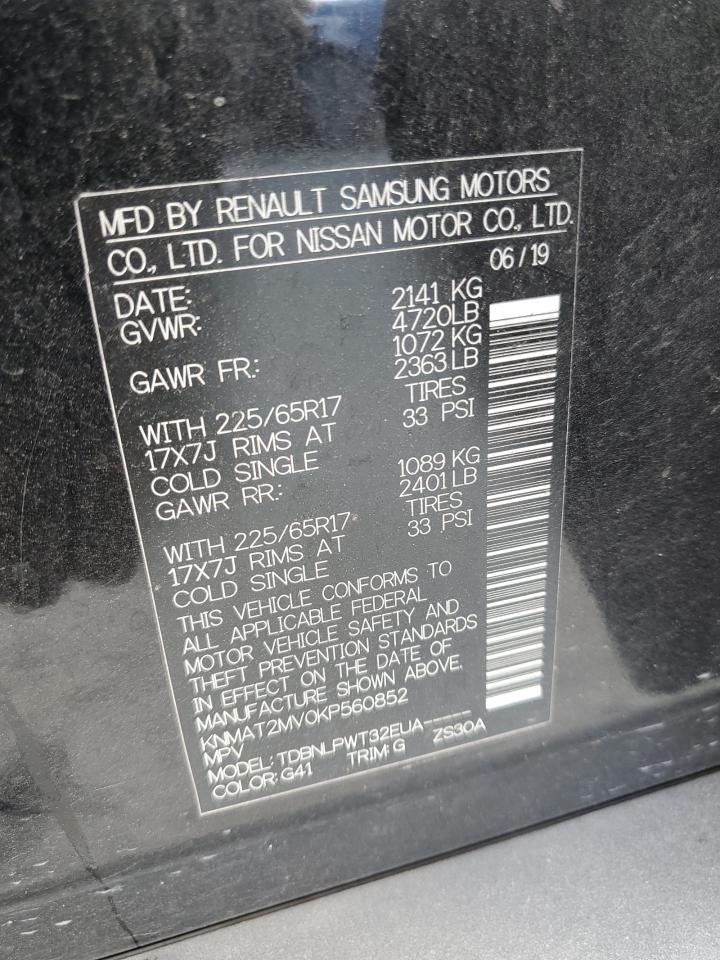 MFD BY RENAULT SAMSUNG MOTORS
CO., LTD. FOR NISSAN MOTOR CO., LTD.
DATE: 06/19
GVWR: 2141 KG
4720LB
GAWR FR.: 1072 KG
2363LB
WITH 225/65R17 TIRES
17X7J RIMS AT 33 PSI
COLD SINGLE
GAWR RR.: 1089 KG
2401LB
WITH 225/65R17 TIRES
17X7J RIMS AT 33 PSI
COLD SINGLE
THIS VEHICLE CONFORMS TO
ALL APPLICABLE FEDERAL
MOTOR VEHICLE SAFETY AND
THEFT PREVENTION STANDARDS
IN EFFECT ON THE DATE OF
MANUFACTURE SHOWN ABOVE.
KNMAT2MV0KP560852
MPV
MODEL: TDBNLPWT32EUA-----
COLOR: G41 TRIM: G ZS30A